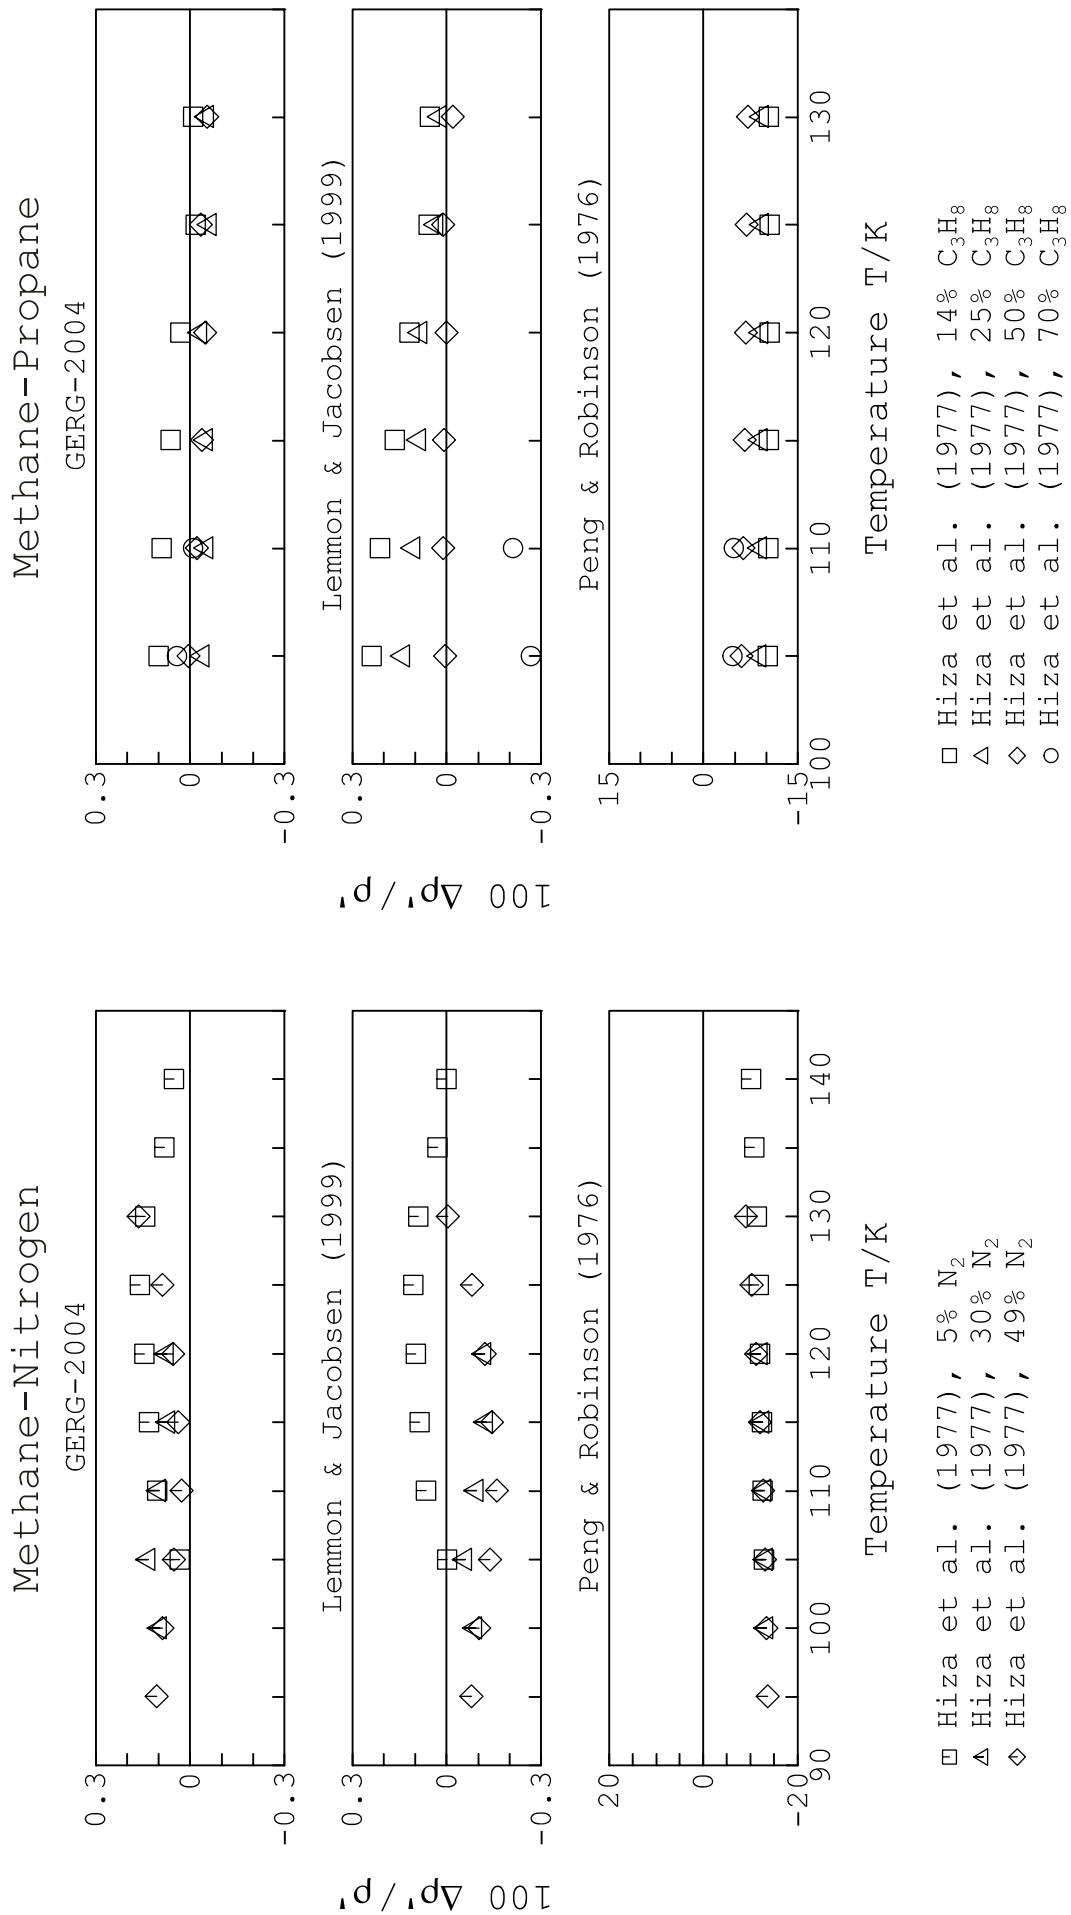 Methane-Nitrogen
GERG-2004
0.3
0
-0.3
Lemmon & Jacobsen (1999)
0.3
0
-0.3
100 Δρ'/ρ'
Peng & Robinson (1976)
20
0
-20
90 100 110 120 130 140
Temperature T/K
Hiza et al. (1977), 5% N₂
Hiza et al. (1977), 30% N₂
Hiza et al. (1977), 49% N₂
Methane-Propane
GERG-2004
0.3
0
-0.3
Lemmon & Jacobsen (1999)
0.3
0
-0.3
100 Δρ'/ρ'
Peng & Robinson (1976)
15
0
-15
100 110 120 130
Temperature T/K
Hiza et al. (1977), 14% C₃H₈
Hiza et al. (1977), 25% C₃H₈
Hiza et al. (1977), 50% C₃H₈
Hiza et al. (1977), 70% C₃H₈